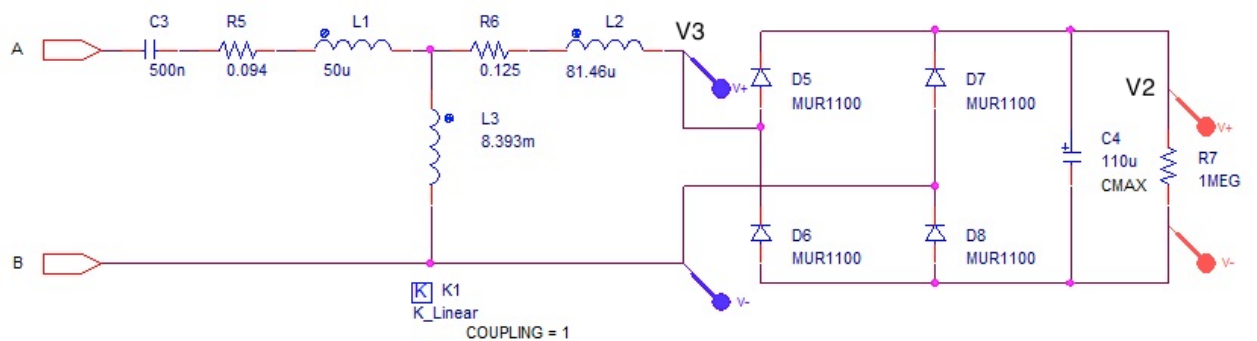 A
C3
500n
R5
0.094
L1
50u
R6
0.125
L2
81.46u
V3
V+
L3
8.393m
D5
MUR1100
D7
MUR1100
V2
V+
C4
110u
CMAX
R7
1MEG
D6
MUR1100
D8
MUR1100
V-
B
V-
K K1
K_Linear
COUPLING = 1